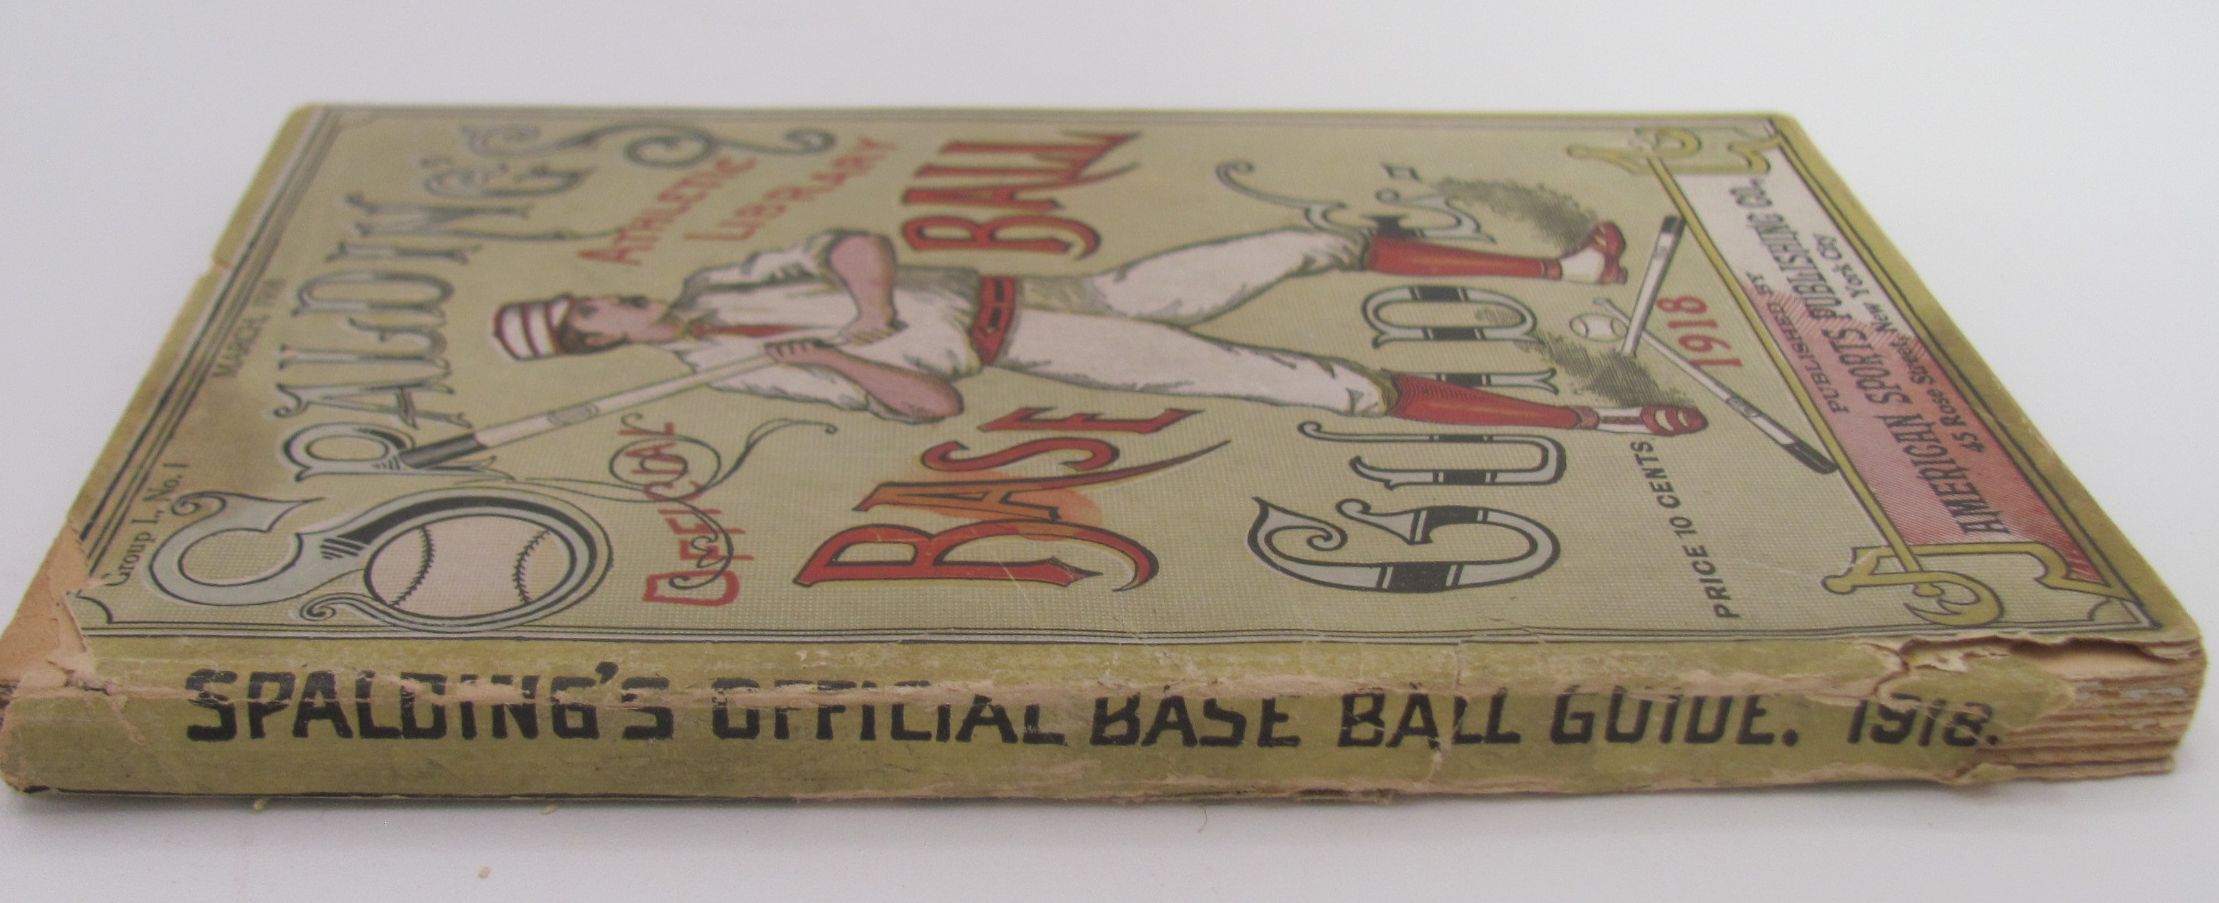 Group I., No. 1
MARCH, 1918
SPALDING'S
ATHLETIC
LIBRARY
OFFICIAL
BASE BALL
GUIDE
1918
PRICE 10 CENTS
PUBLISHED BY
AMERICAN SPORTS PUBLISHING CO.,
45 Rose Street, New York City
SPALDING'S OFFICIAL BASE BALL GUIDE. 1918.